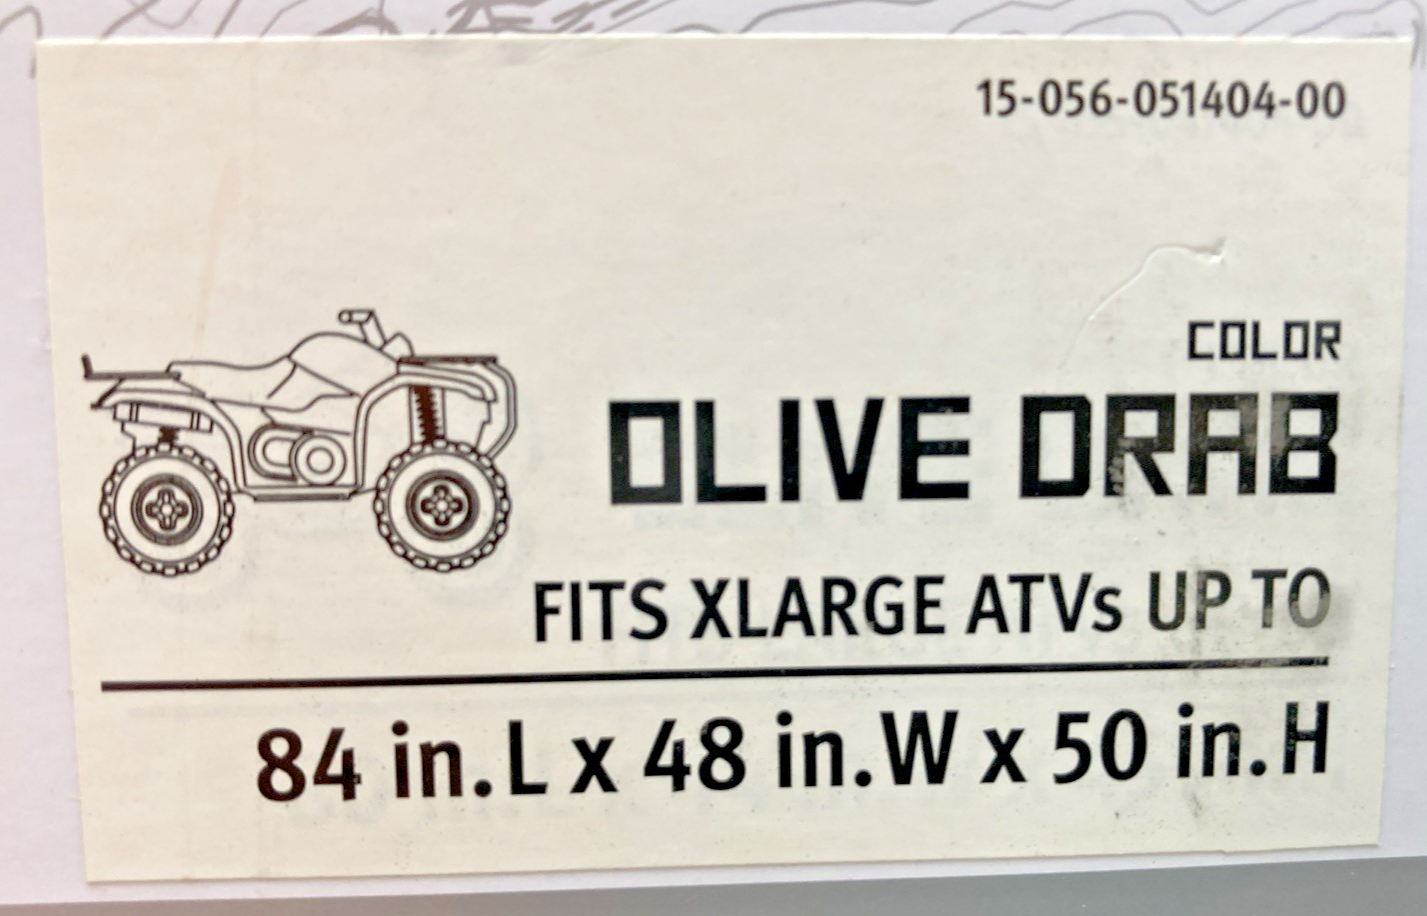 15-056-051404-00
COLOR
OLIVE DRAB
FITS XLARGE ATVs UP TO
84 in.L x 48 in.W x 50 in.H